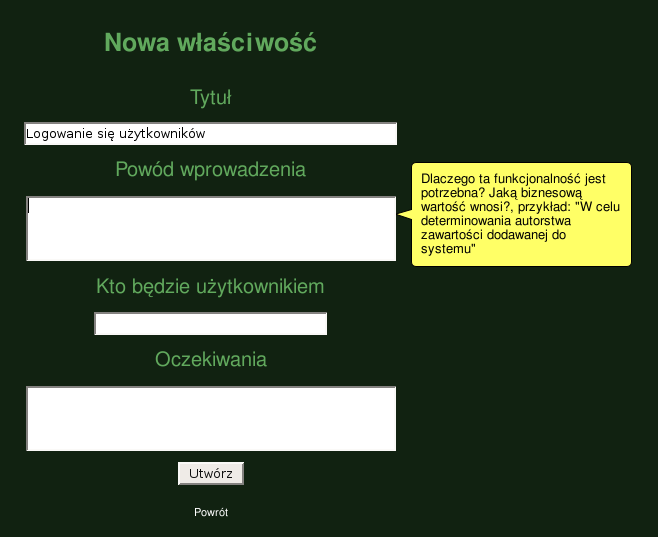 Nowa właściwość
Tytuł
Logowanie się użytkowników
Powód wprowadzenia
Dlaczego ta funkcjonalność jest
potrzebna? Jaką biznesową
wartość wnosi?, przykład: "W celu
determinowania autorstwa
zawartości dodawanej do
systemu"
Kto będzie użytkownikiem
Oczekiwania
Utwórz
Powrót